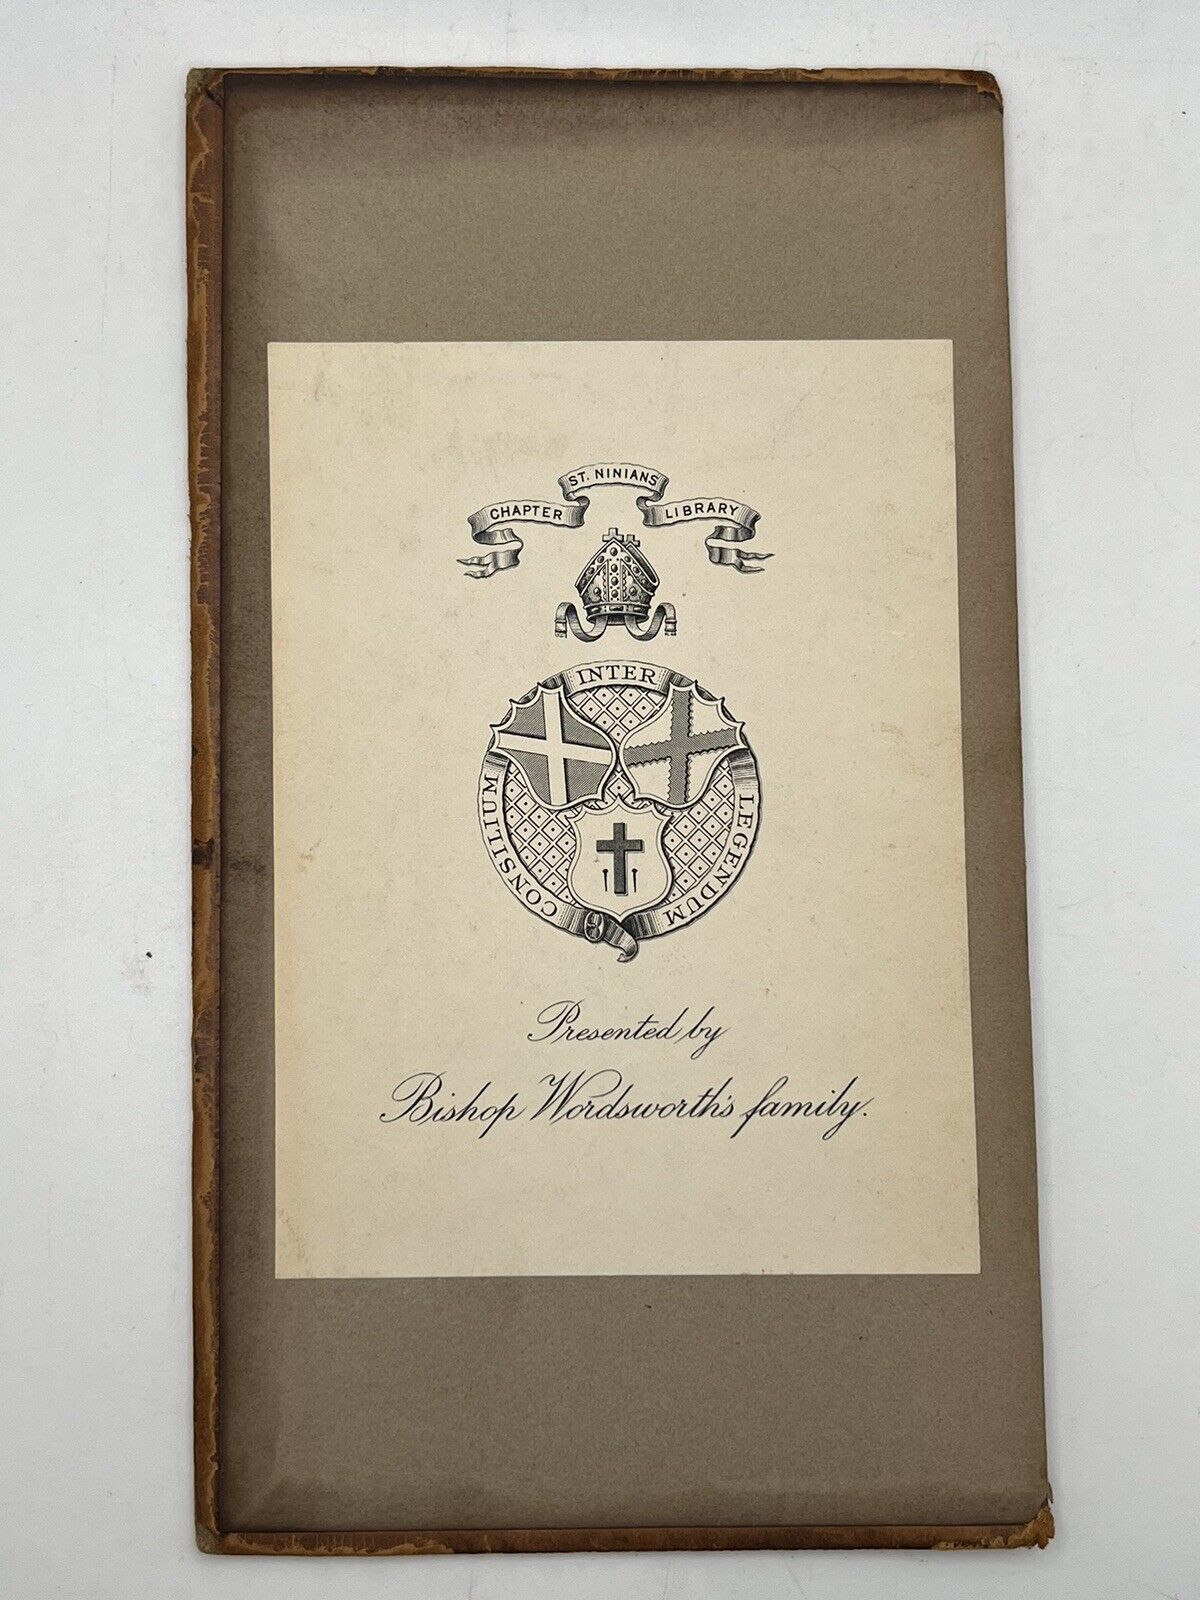 ST. NINIANS
CHAPTER LIBRARY
CONSILIUM INTER LEGENDUM
Presented by
Bishop Wordsworth's family.